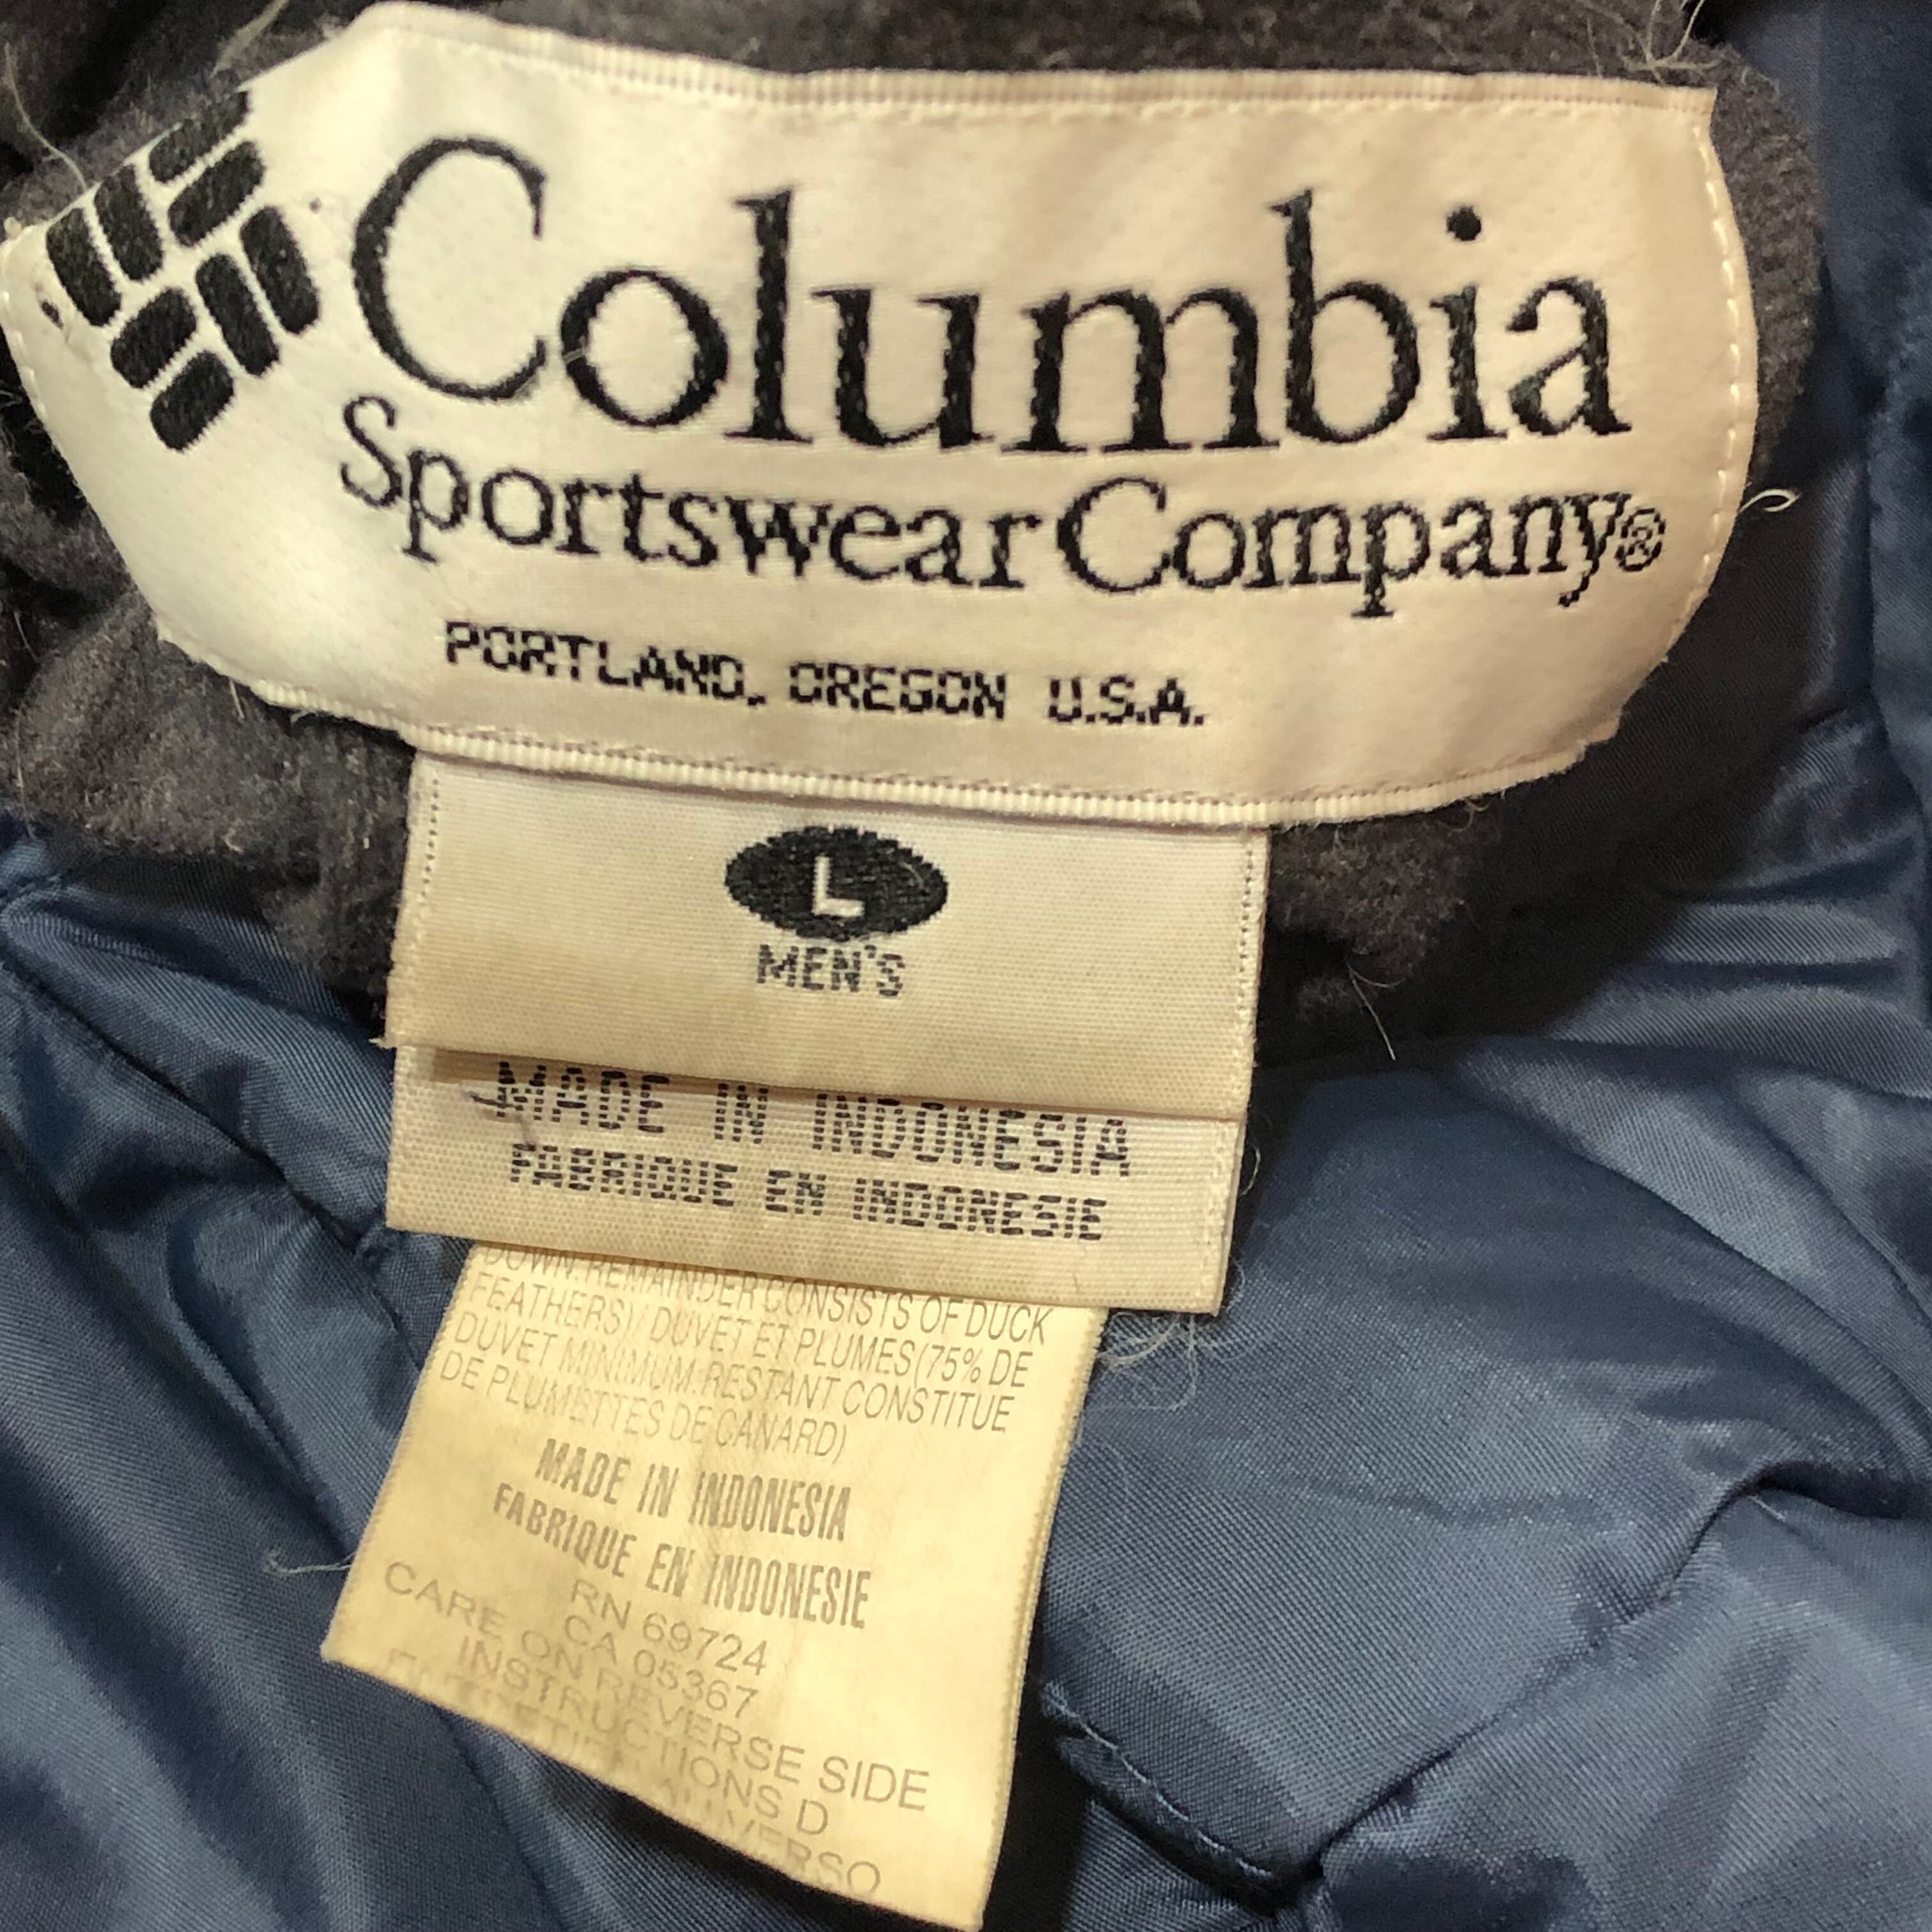 Columbia
Sportswear Company®
PORTLAND, OREGON U.S.A.
L
MEN'S
MADE IN INDONESIA
FABRIQUE EN INDONESIE
DOWN:REMAINDER CONSISTS OF DUCK
FEATHERS)/DUVET ET PLUMES(75% DE
DUVET MINIMUM:RESTANT CONSTITUE
DE PLUMETTES DE CANARD)
MADE IN INDONESIA
FABRIQUE EN INDONESIE
RN 69724
CA 05367
CARE ON REVERSE SIDE
INSTRUCTIONS D
VERSO